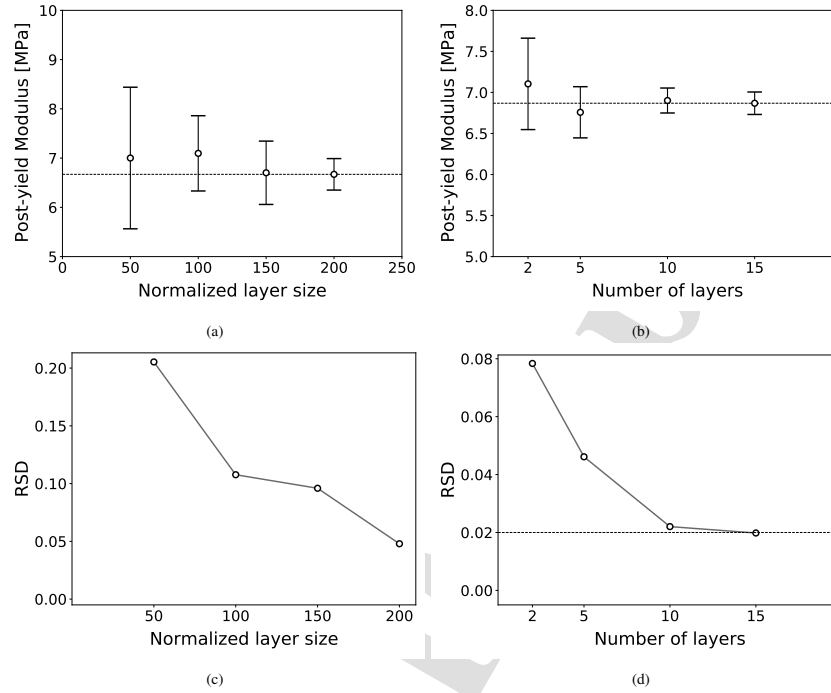 Post-yield Modulus [MPa]
10
9
8
7
6
5
0 50 100 150 200 250
Normalized layer size
(a)
Post-yield Modulus [MPa]
8.0
7.5
7.0
6.5
6.0
5.5
5.0
2 5 10 15
Number of layers
(b)
RSD
0.20
0.15
0.10
0.05
0.00
50 100 150 200
Normalized layer size
(c)
RSD
0.08
0.06
0.04
0.02
0.00
2 5 10 15
Number of layers
(d)